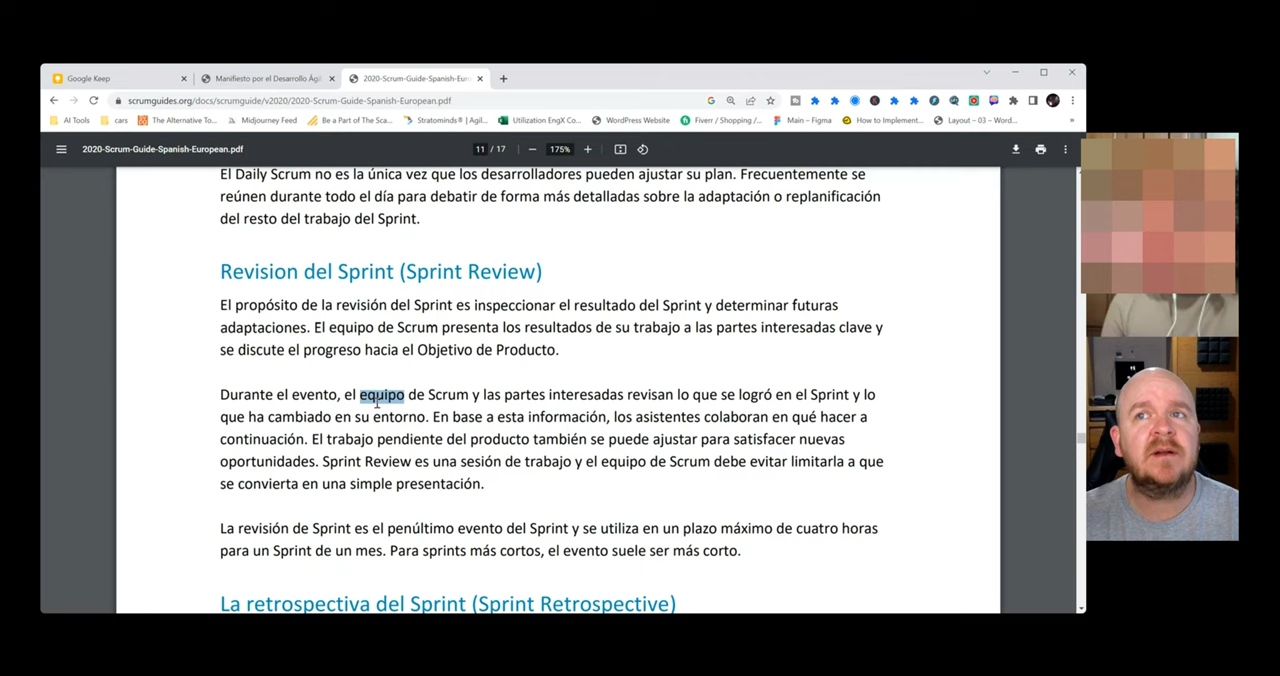 Google Keep
Manifiesto por el Desarrollo Ági
2020-Scrum-Guide-Spanish-Euro
scrumguides.org/docs/scrumguide/v2020/2020-Scrum-Guide-Spanish-European.pdf
AI Tools
cars
The Alternative To...
Midjourney Feed
Be a Part of The Sca...
Stratominds® | Agil...
Utilization EngX Co...
WordPress Website
Fiverr / Shopping /...
Main – Figma
How to Implement...
Layout – 03 – Word...
2020-Scrum-Guide-Spanish-European.pdf
11 / 17
175%
El Daily Scrum no es la única vez que los desarrolladores pueden ajustar su plan. Frecuentemente se
reúnen durante todo el día para debatir de forma más detalladas sobre la adaptación o replanificación
del resto del trabajo del Sprint.
Revision del Sprint (Sprint Review)
El propósito de la revisión del Sprint es inspeccionar el resultado del Sprint y determinar futuras
adaptaciones. El equipo de Scrum presenta los resultados de su trabajo a las partes interesadas clave y
se discute el progreso hacia el Objetivo de Producto.
Durante el evento, el equipo de Scrum y las partes interesadas revisan lo que se logró en el Sprint y lo
que ha cambiado en su entorno. En base a esta información, los asistentes colaboran en qué hacer a
continuación. El trabajo pendiente del producto también se puede ajustar para satisfacer nuevas
oportunidades. Sprint Review es una sesión de trabajo y el equipo de Scrum debe evitar limitarla a que
se convierta en una simple presentación.
La revisión de Sprint es el penúltimo evento del Sprint y se utiliza en un plazo máximo de cuatro horas
para un Sprint de un mes. Para sprints más cortos, el evento suele ser más corto.
La retrospectiva del Sprint (Sprint Retrospective)